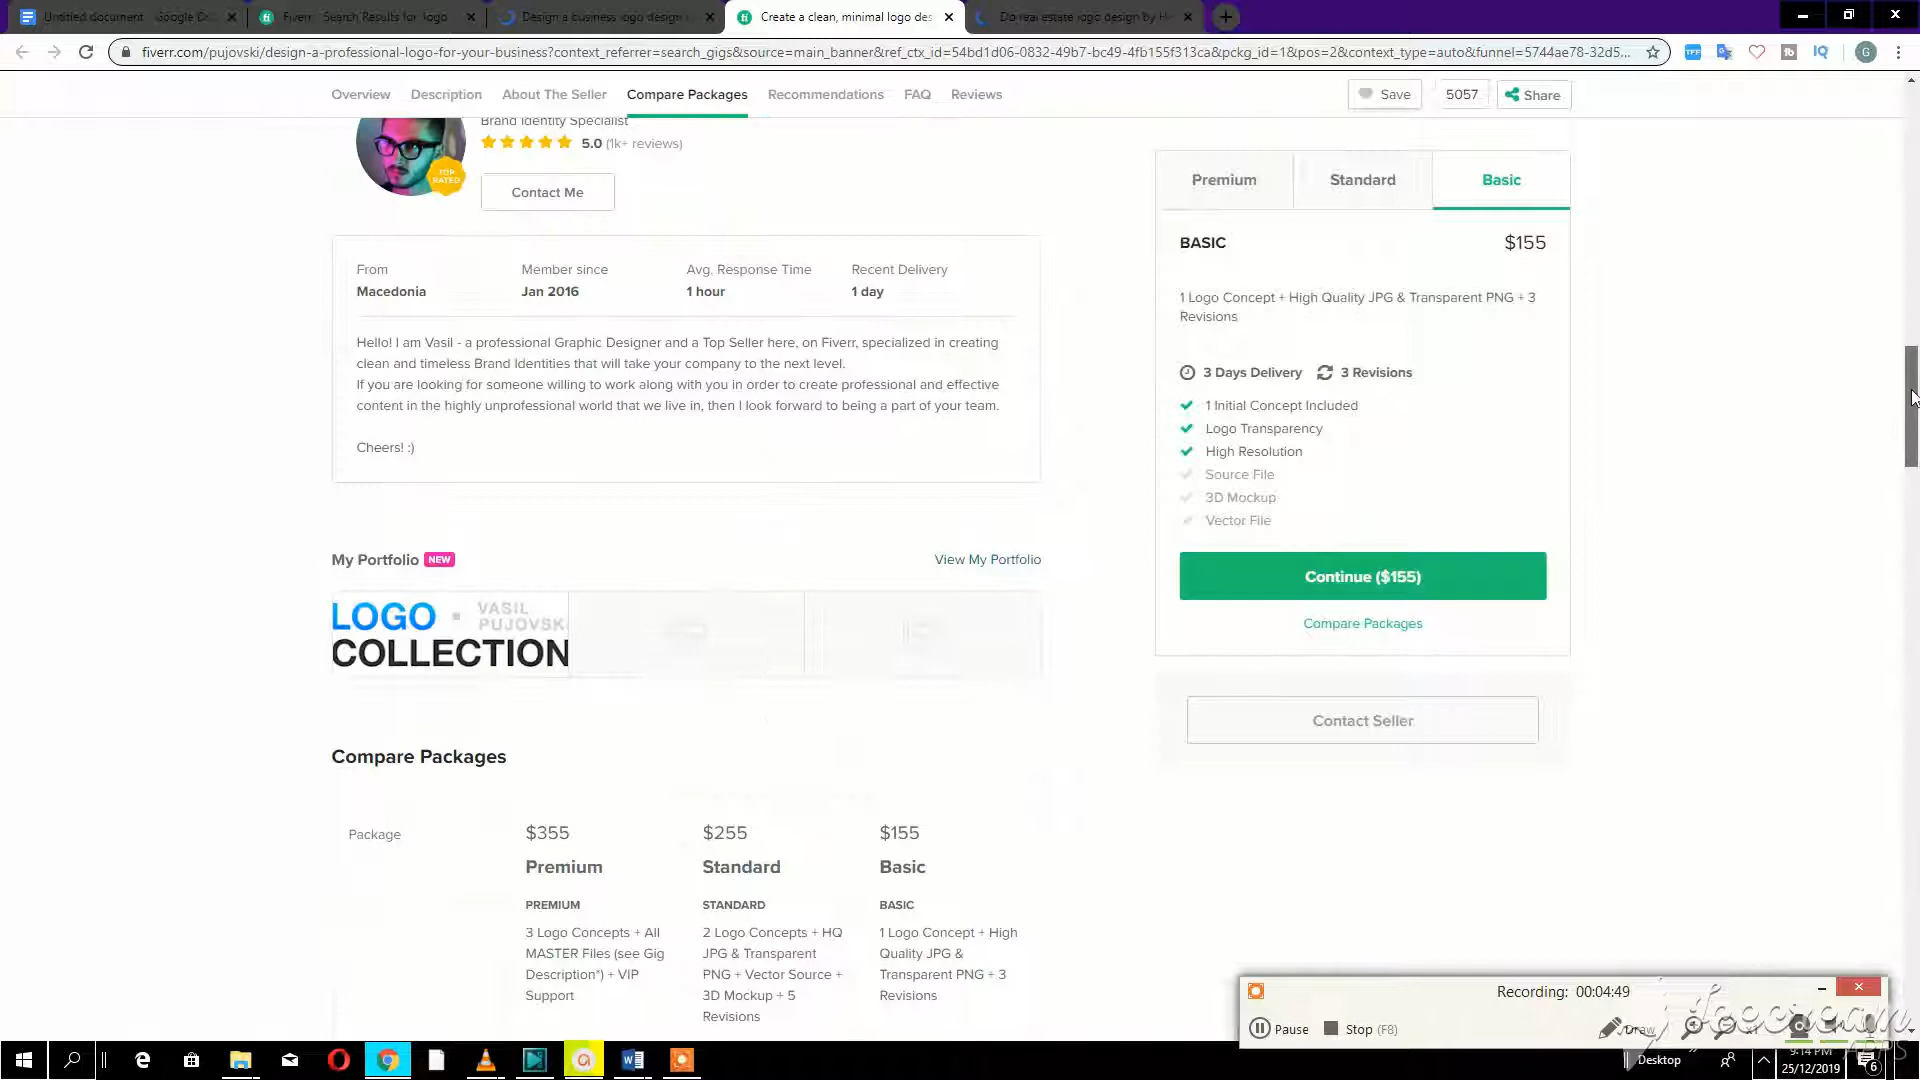 Untitled document - Google Do
Fiverr - Search Results for 'logo
Design a business logo design
Create a clean, minimal logo des
Do real estate logo design by H
fiverr.com/pujovski/design-a-professional-logo-for-your-business?context_referrer=search_gigs&source=main_banner&ref_ctx_id=54bd1d06-0832-49b7-bc49-4fb155f313ca&pckg_id=1&pos=2&context_type=auto&funnel=5744ae78-32d5...
Overview
Description
About The Seller
Compare Packages
Recommendations
FAQ
Reviews
Save
5057
Share
Brand Identity Specialist
5.0 (1k+ reviews)
TOP RATED
Contact Me
From
Macedonia
Member since
Jan 2016
Avg. Response Time
1 hour
Recent Delivery
1 day
Hello! I am Vasil - a professional Graphic Designer and a Top Seller here, on Fiverr, specialized in creating
clean and timeless Brand Identities that will take your company to the next level.
If you are looking for someone willing to work along with you in order to create professional and effective
content in the highly unprofessional world that we live in, then I look forward to being a part of your team.
Cheers! :)
My Portfolio NEW
View My Portfolio
LOGO
COLLECTION
VASIL
PUJOVSK
Compare Packages
Package
$355
Premium
PREMIUM
3 Logo Concepts + All
MASTER Files (see Gig
Description*) + VIP
Support
$255
Standard
STANDARD
2 Logo Concepts + HQ
JPG & Transparent
PNG + Vector Source +
3D Mockup + 5
Revisions
$155
Basic
BASIC
1 Logo Concept + High
Quality JPG &
Transparent PNG + 3
Revisions
Premium
Standard
Basic
BASIC
$155
1 Logo Concept + High Quality JPG & Transparent PNG + 3
Revisions
3 Days Delivery
3 Revisions
1 Initial Concept Included
Logo Transparency
High Resolution
Source File
3D Mockup
Vector File
Continue ($155)
Compare Packages
Contact Seller
Recording: 00:04:49
Pause
Stop (F8)
Draw
Icecream
APPS
Desktop
9:14 PM
25/12/2019
6